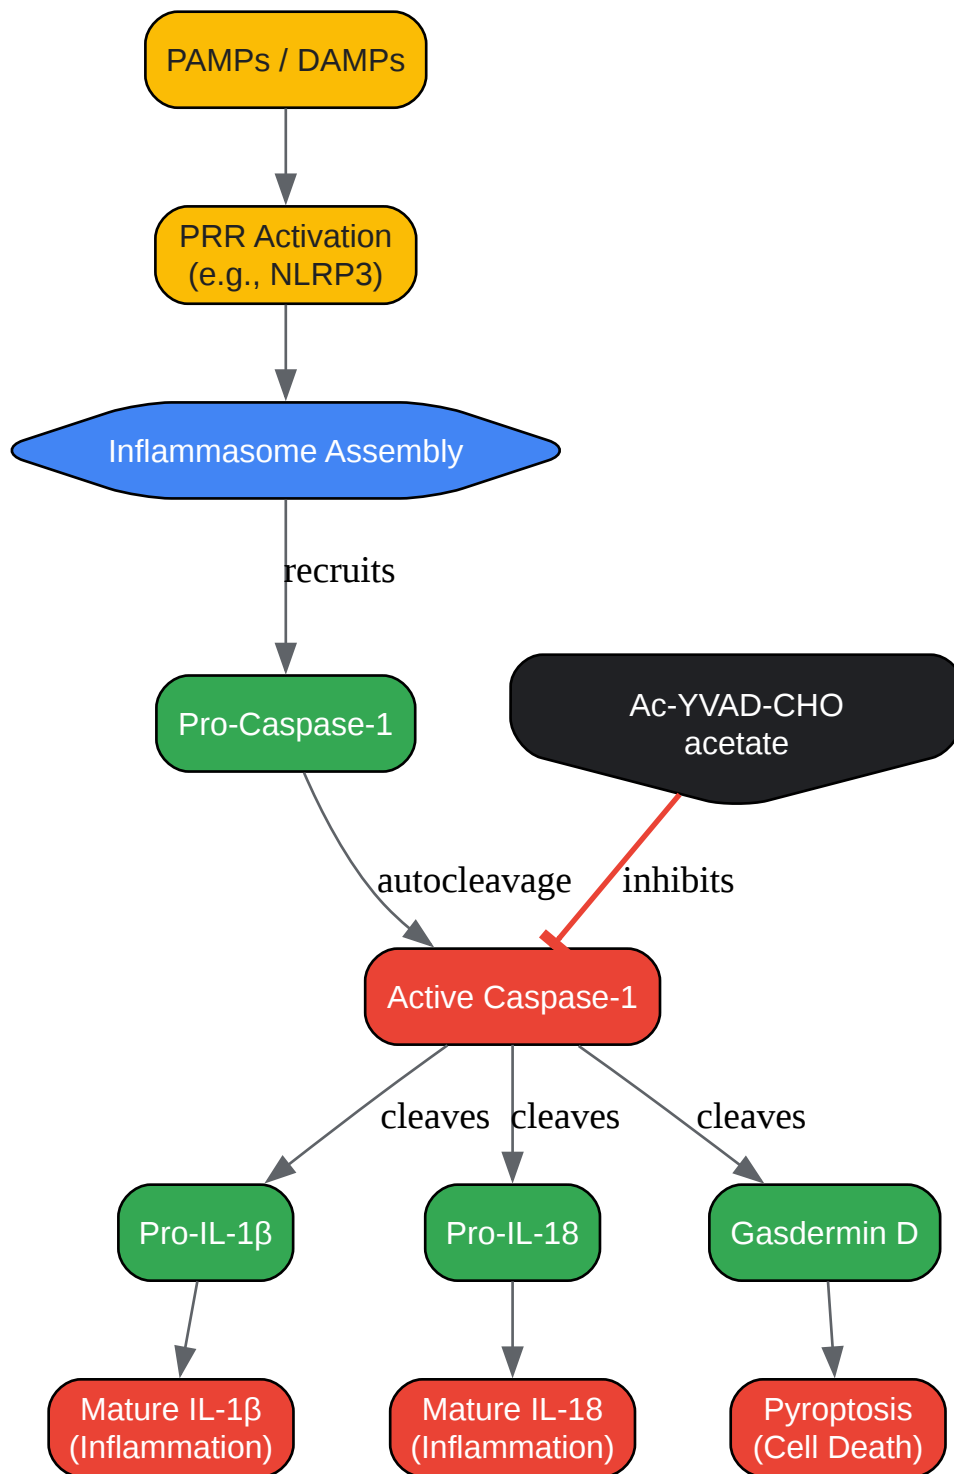 PAMPs / DAMPs
PRR Activation
(e.g., NLRP3)
Inflammasome Assembly
recruits
Pro-Caspase-1
Ac-YVAD-CHO
acetate
autocleavage
inhibits
Active Caspase-1
cleaves
cleaves
cleaves
Pro-IL-1β
Pro-IL-18
Gasdermin D
Mature IL-1β
(Inflammation)
Mature IL-18
(Inflammation)
Pyroptosis
(Cell Death)